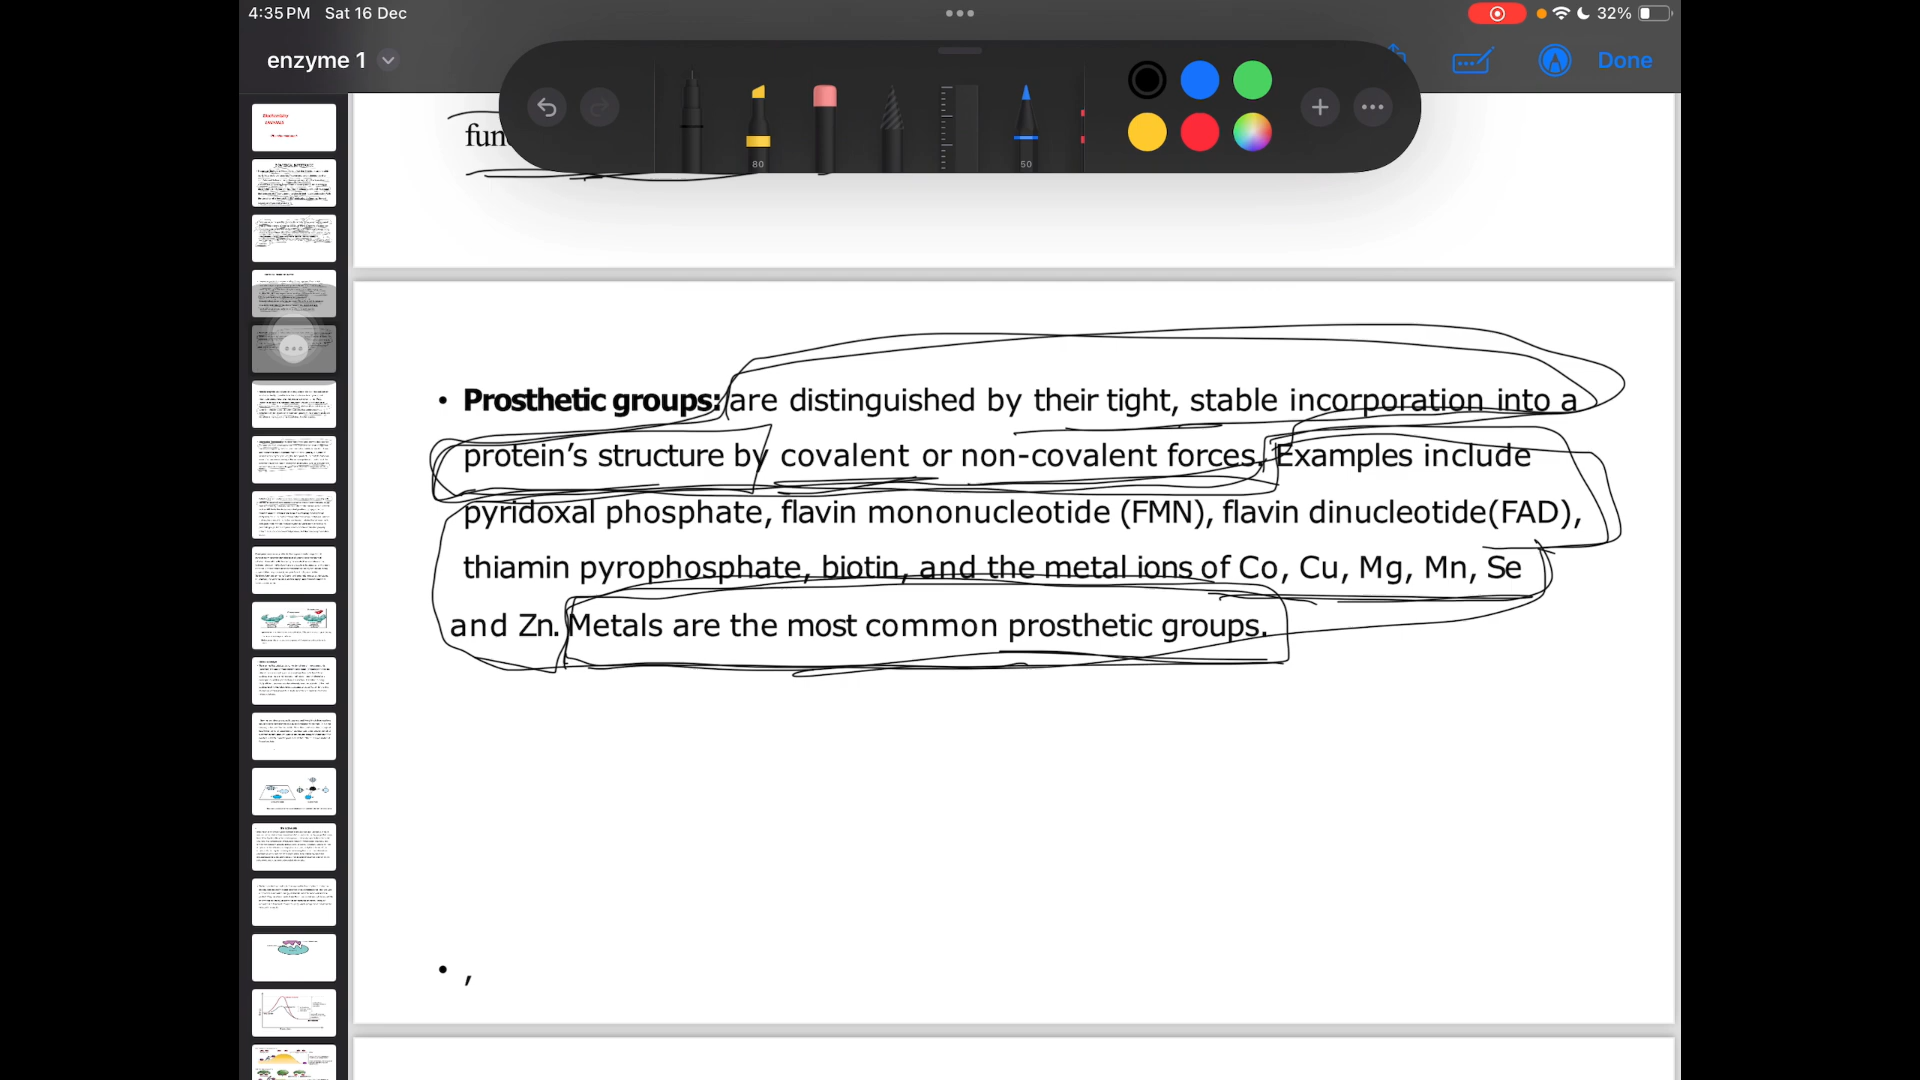 4:35 PM Sat 16 Dec
32%
enzyme 1
Done
80
50
• Prosthetic groups: are distinguished by their tight, stable incorporation into a
protein's structure by covalent or non-covalent forces. Examples include
pyridoxal phosphate, flavin mononucleotide (FMN), flavin dinucleotide(FAD),
thiamin pyrophosphate, biotin, and the metal ions of Co, Cu, Mg, Mn, Se
and Zn. Metals are the most common prosthetic groups.
• ,